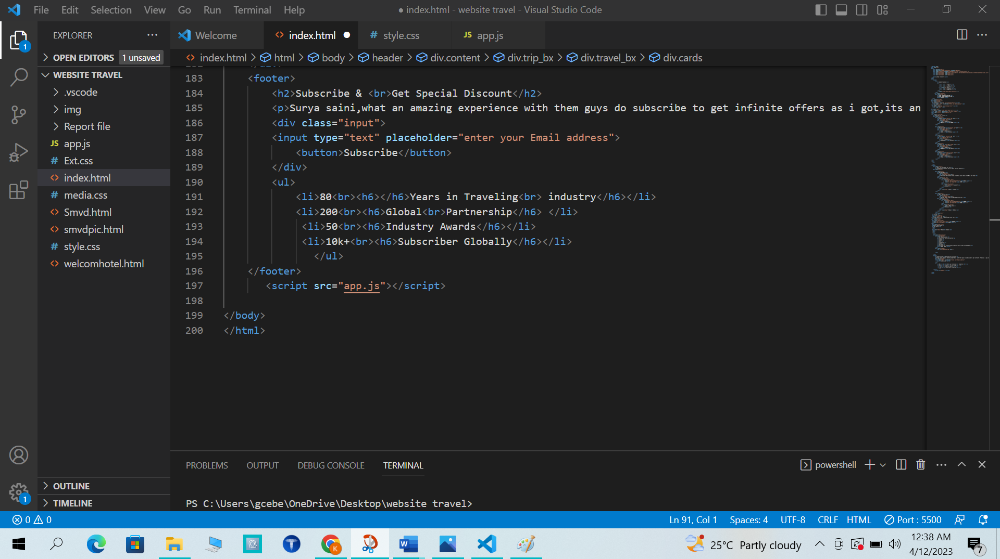 File Edit Selection View Go Run Terminal Help
● index.html - website travel - Visual Studio Code
EXPLORER
Welcome
index.html
# style.css
JS app.js
1
OPEN EDITORS 1 unsaved
index.html > html > body > header > div.content > div.trip_bx > div.travel_bx > div.cards
WEBSITE TRAVEL
.vscode
img
Report file
JS app.js
# Ext.css
<> index.html
# media.css
<> Smvd.html
<> smvdpic.html
# style.css
<> welcomhotel.html
OUTLINE
TIMELINE
1
183 <footer>
184 <h2>Subscribe & <br>Get Special Discount</h2>
185 <p>Surya saini,what an amazing experience with them guys do subscribe to get infinite offers as i got,its an
186 <div class="input">
187 <input type="text" placeholder="enter your Email address">
188 <button>Subscribe</button>
189 </div>
190 <ul>
191 <li>80<br><h6></h6>Years in Traveling<br> industry</h6></li>
192 <li>200<br><h6>Global<br>Partnership</h6> </li>
193 <li>50<br><h6>Industry Awards</h6></li>
194 <li>10k+<br><h6>Subscriber Globally</h6></li>
195 </ul>
196 </footer>
197 <script src="app.js"></script>
198
199 </body>
200 </html>
PROBLEMS OUTPUT DEBUG CONSOLE TERMINAL
powershell
PS C:\Users\gcebe\OneDrive\Desktop\website travel>
0 0
Ln 91, Col 1 Spaces: 4 UTF-8 CRLF HTML Port : 5500
25°C Partly cloudy
12:38 AM
4/12/2023
7